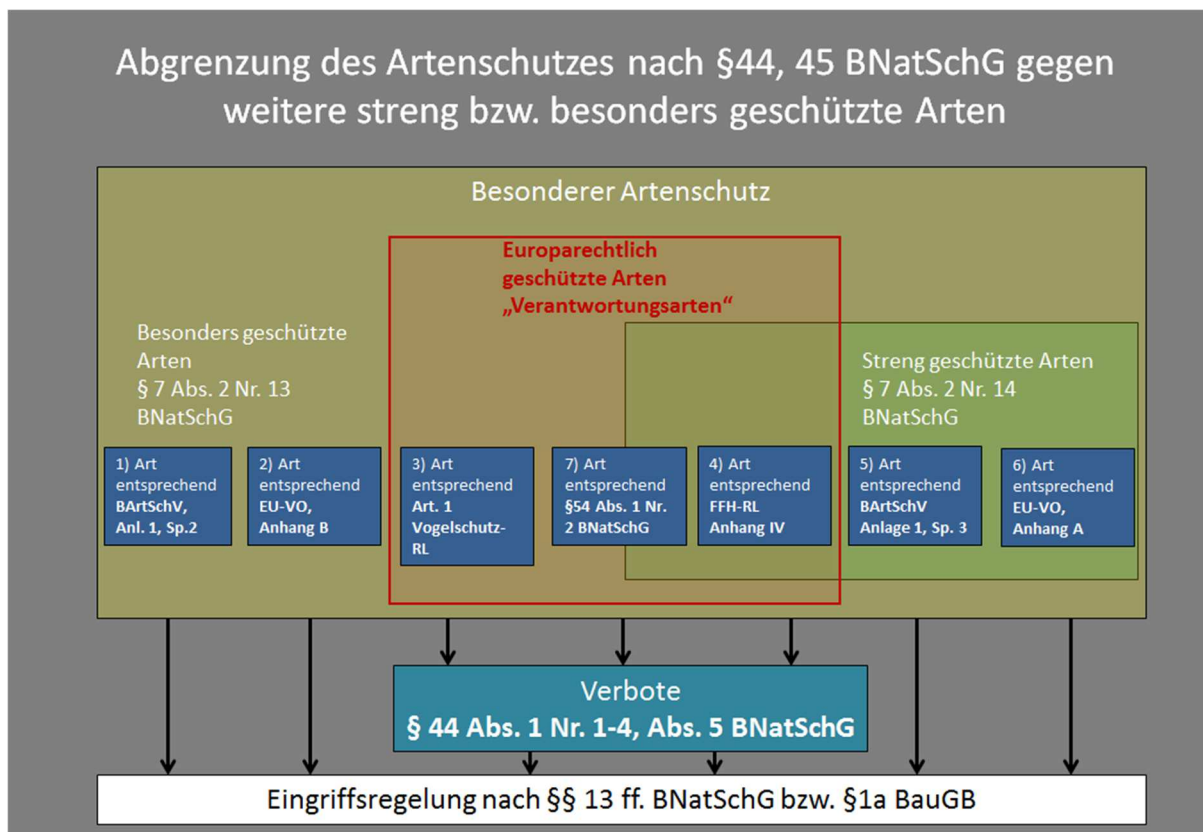 Abgrenzung des Artenschutzes nach §44, 45 BNatSchG gegen
weitere streng bzw. besonders geschützte Arten
Besonderer Artenschutz
Europarechtlich
geschützte Arten
„Verantwortungsarten“
Besonders geschützte
Arten
§ 7 Abs. 2 Nr. 13
BNatSchG
Streng geschützte Arten
§ 7 Abs. 2 Nr. 14
BNatSchG
1) Art
entsprechend
BArtSchV,
Anl. 1, Sp.2
2) Art
entsprechend
EU-VO,
Anhang B
3) Art
entsprechend
Art. 1
Vogelschutz-
RL
7) Art
entsprechend
§54 Abs. 1 Nr.
2 BNatSchG
4) Art
entsprechend
FFH-RL
Anhang IV
5) Art
entsprechend
BArtSchV
Anlage 1, Sp. 3
6) Art
entsprechend
EU-VO,
Anhang A
Verbote
§ 44 Abs. 1 Nr. 1-4, Abs. 5 BNatSchG
Eingriffsregelung nach §§ 13 ff. BNatSchG bzw. §1a BauGB